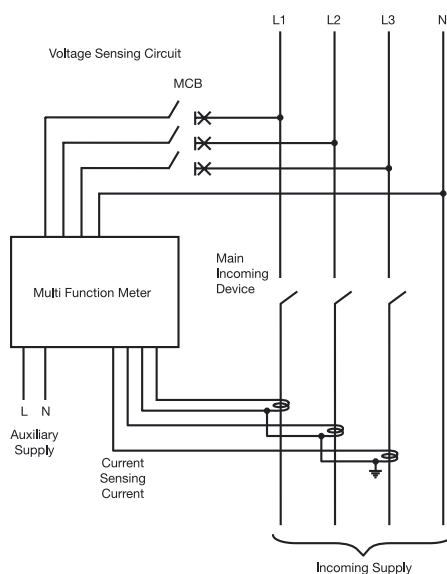 L1 L2 L3 N
Voltage Sensing Circuit
MCB
Main
Incoming
Device
Multi Function Meter
L N
Auxiliary
Supply
Current
Sensing
Current
Incoming Supply